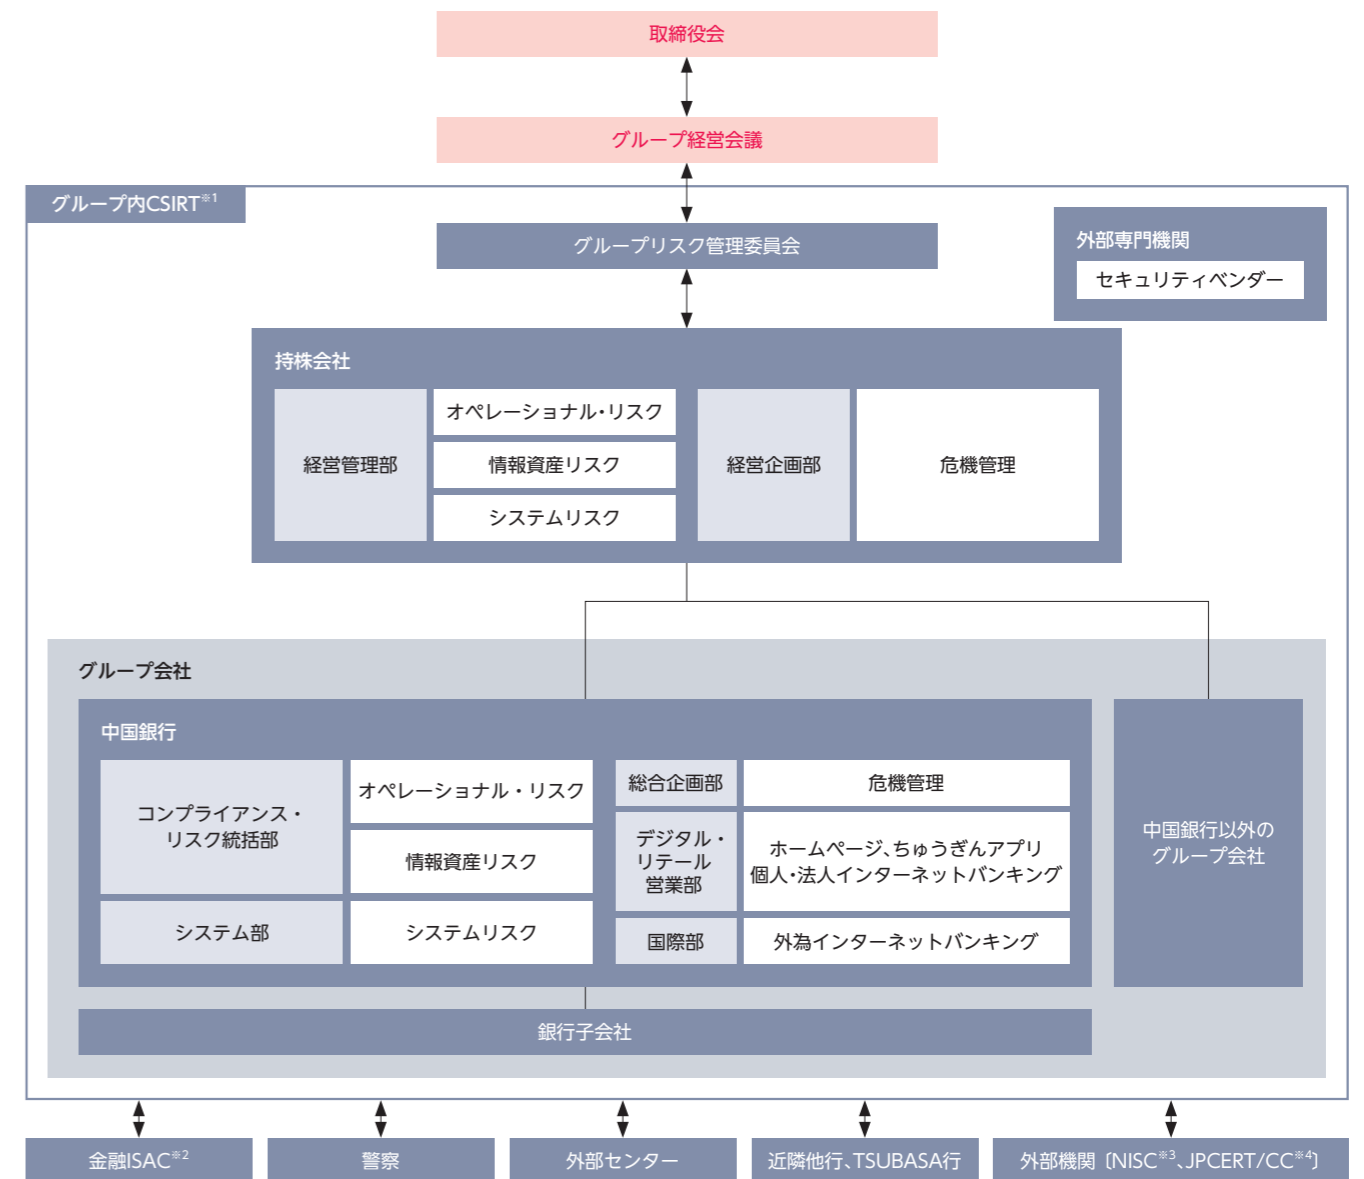 取締役会
グループ経営会議
グループ内CSIRT※1
グループリスク管理委員会
外部専門機関
セキュリティベンダー
持株会社
経営管理部
オペレーショナル・リスク
情報資産リスク
システムリスク
経営企画部
危機管理
グループ会社
中国銀行
コンプライアンス・
リスク統括部
オペレーショナル・リスク
情報資産リスク
システム部
システムリスク
総合企画部
危機管理
デジタル・
リテール
営業部
ホームページ、ちゅうぎんアプリ
個人・法人インターネットバンキング
国際部
外為インターネットバンキング
中国銀行以外の
グループ会社
銀行子会社
金融ISAC※2
警察
外部センター
近隣他行、TSUBASA行
外部機関〔NISC※3、JPCERT/CC※4〕